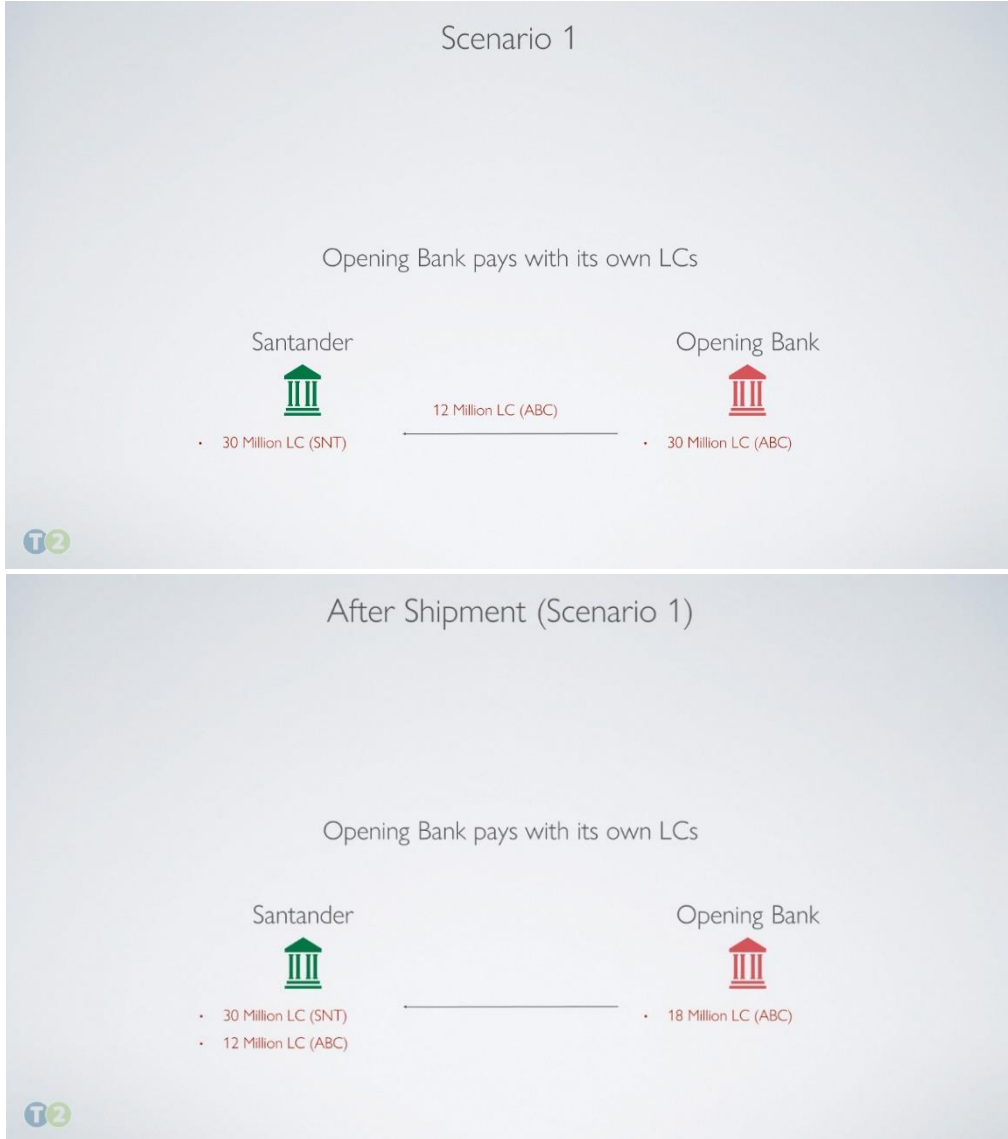 Scenario 1
Opening Bank pays with its own LCs
Santander
Opening Bank
12 Million LC (ABC)
• 30 Million LC (SNT)
• 30 Million LC (ABC)
T2
After Shipment (Scenario 1)
Opening Bank pays with its own LCs
Santander
Opening Bank
• 30 Million LC (SNT)
• 18 Million LC (ABC)
• 12 Million LC (ABC)
T2